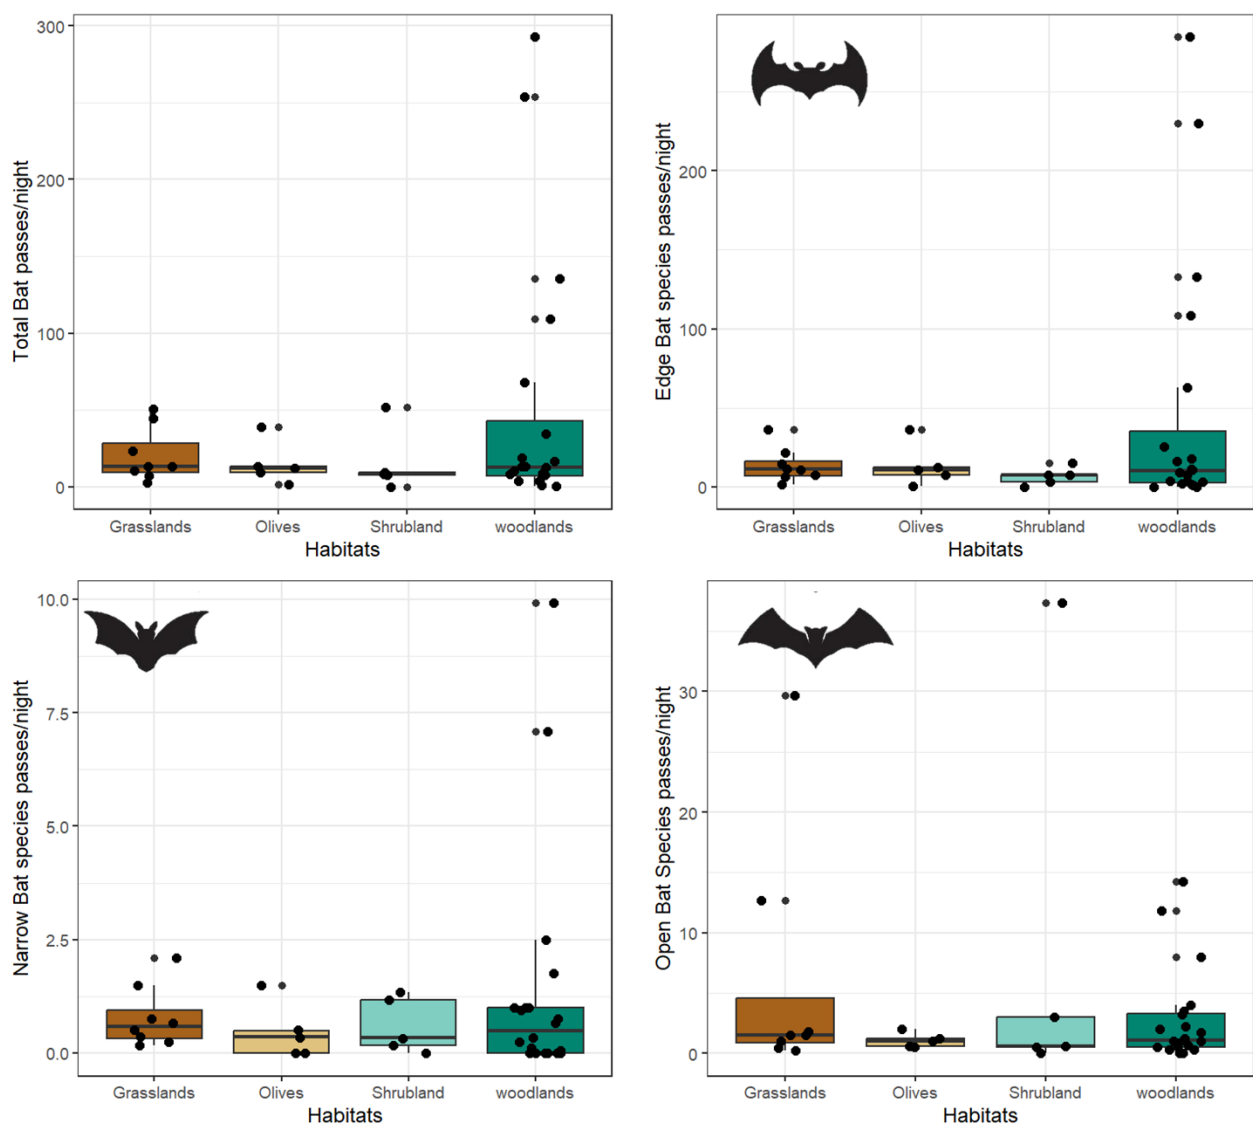 Total Bat passes/night
300
200
100
0
Grasslands Olives Shrubland woodlands
Habitats
Edge Bat species passes/night
200
100
0
Grasslands Olives Shrubland woodlands
Habitats
Narrow Bat species passes/night
10.0
7.5
5.0
2.5
0.0
Grasslands Olives Shrubland woodlands
Habitats
Open Bat Species passes/night
30
20
10
0
Grasslands Olives Shrubland woodlands
Habitats